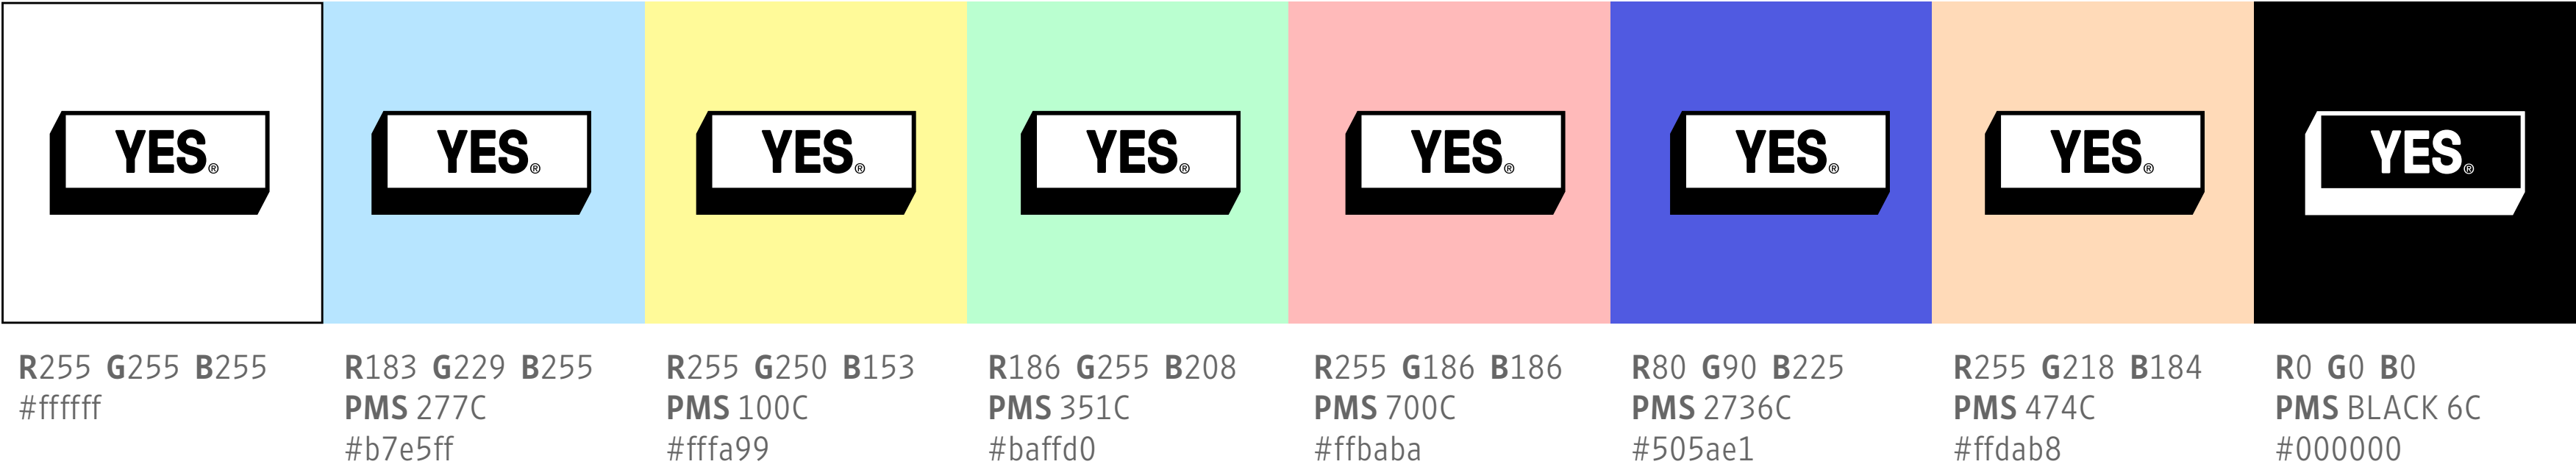 YES.®
YES.®
YES.®
YES.®
YES.®
YES.®
YES.®
YES.®
R255 G255 B255
#ffffff
R183 G229 B255
PMS 277C
#b7e5ff
R255 G250 B153
PMS 100C
#fffa99
R186 G255 B208
PMS 351C
#baffd0
R255 G186 B186
PMS 700C
#ffbaba
R80 G90 B225
PMS 2736C
#505ae1
R255 G218 B184
PMS 474C
#ffdab8
R0 G0 B0
PMS BLACK 6C
#000000